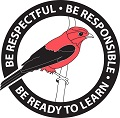 BE RESPECTFUL • BE RESPONSIBLE •
BE READY TO LEARN •